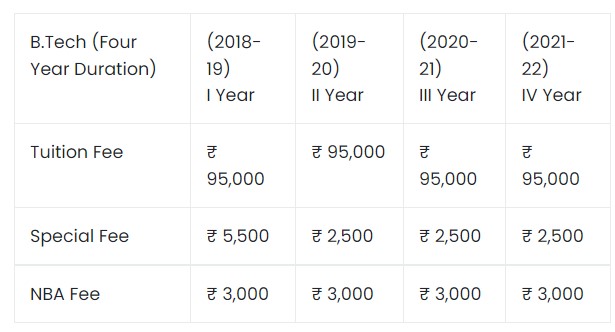 B.Tech (Four Year Duration) (2018-19) I Year (2019-20) II Year (2020-21) III Year (2021-22) IV Year
Tuition Fee ₹ 95,000 ₹ 95,000 ₹ 95,000 ₹ 95,000
Special Fee ₹ 5,500 ₹ 2,500 ₹ 2,500 ₹ 2,500
NBA Fee ₹ 3,000 ₹ 3,000 ₹ 3,000 ₹ 3,000